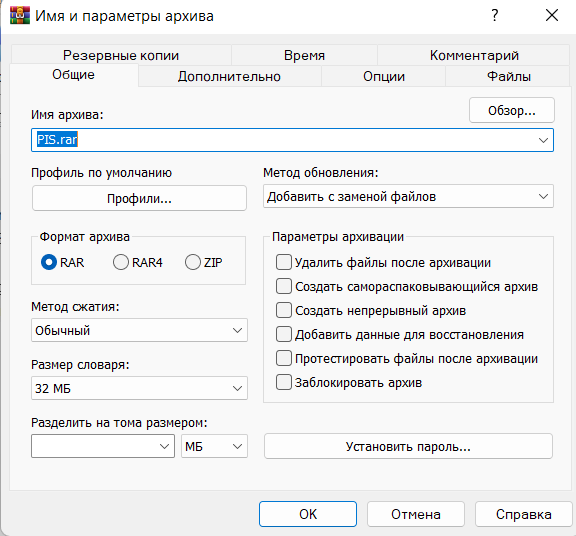 Имя и параметры архива
Резервные копии Время Комментарий
Общие Дополнительно Опции Файлы
Имя архива:
Обзор...
PIS.rar
Профиль по умолчанию
Профили...
Метод обновления:
Добавить с заменой файлов
Формат архива
RAR RAR4 ZIP
Параметры архивации
Удалить файлы после архивации
Создать самораспаковывающийся архив
Создать непрерывный архив
Добавить данные для восстановления
Протестировать файлы после архивации
Заблокировать архив
Метод сжатия:
Обычный
Размер словаря:
32 МБ
Разделить на тома размером:
МБ
Установить пароль...
ОК Отмена Справка